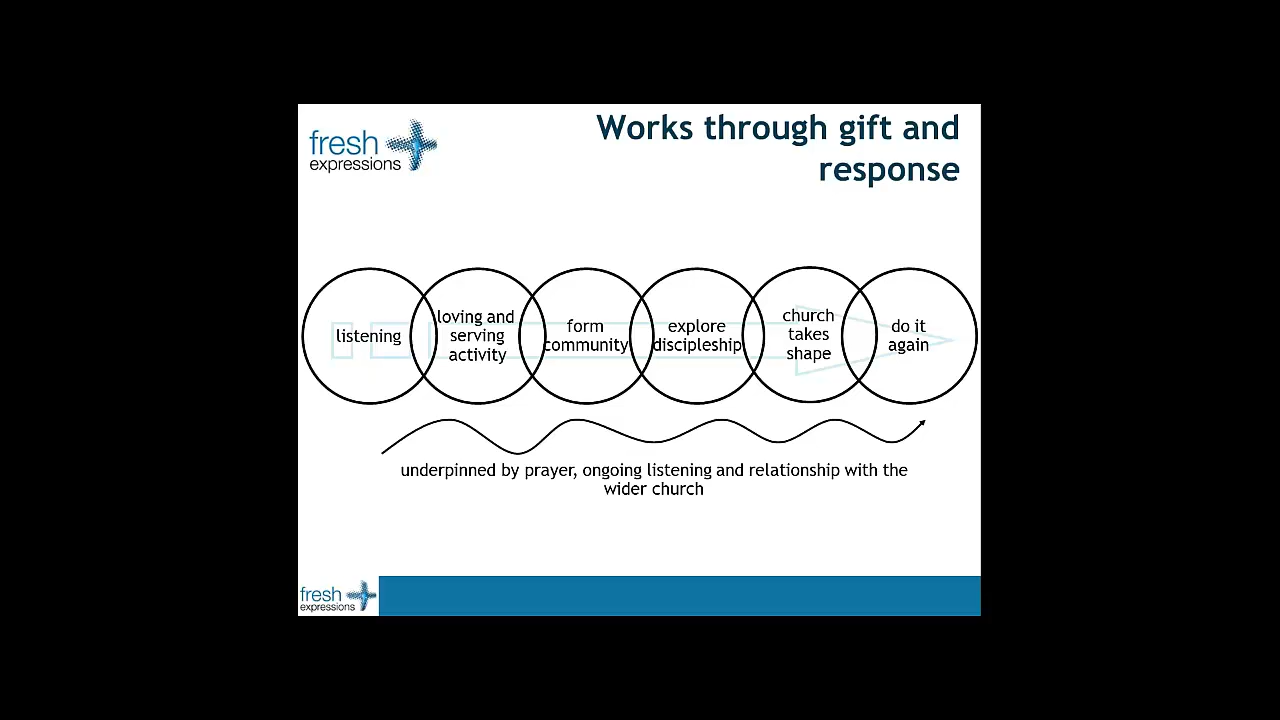 fresh
expressions
Works through gift and
response
listening
loving and
serving
activity
form
community
explore
discipleship
church
takes
shape
do it
again
underpinned by prayer, ongoing listening and relationship with the
wider church
fresh
expressions